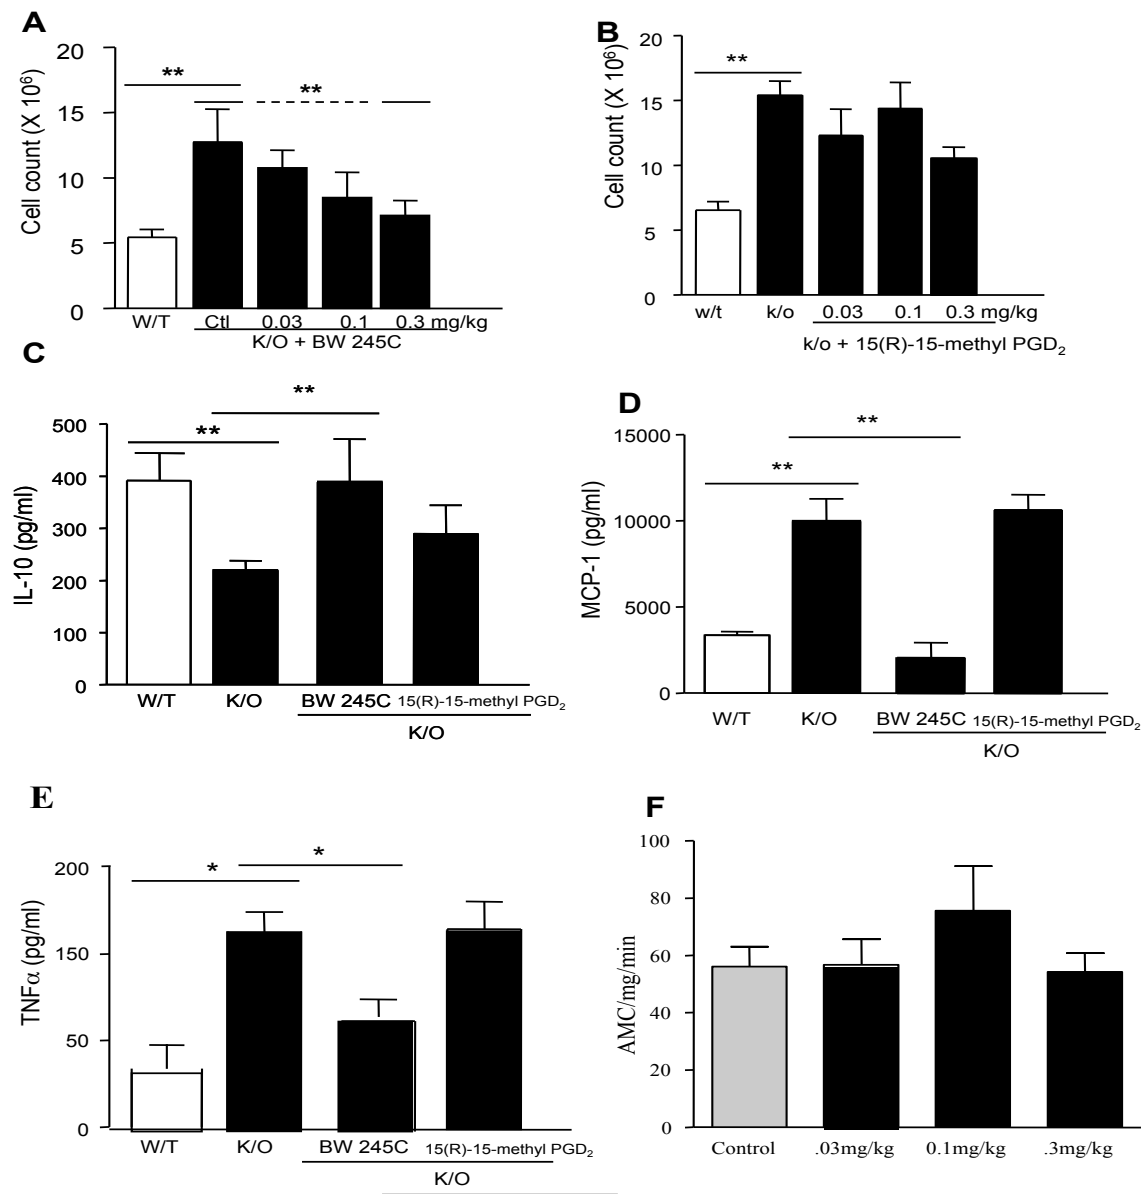 A
Cell count (X 10⁶)
20
15
10
5
0
**
**
W/T
Ctl
0.03
0.1
0.3 mg/kg
K/O + BW 245C
B
Cell count (X 10⁶)
20
15
10
5
0
**
w/t
k/o
0.03
0.1
0.3 mg/kg
k/o + 15(R)-15-methyl PGD₂
C
IL-10 (pg/ml)
500
400
300
200
100
0
**
**
W/T
K/O
BW 245C
15(R)-15-methyl PGD₂
K/O
D
MCP-1 (pg/ml)
15000
10000
5000
0
**
**
W/T
K/O
BW 245C
15(R)-15-methyl PGD₂
K/O
E
TNFα (pg/ml)
200
150
50
0
*
*
W/T
K/O
BW 245C
15(R)-15-methyl PGD₂
K/O
F
AMC/mg/min
100
80
60
40
20
0
Control
.03mg/kg
0.1mg/kg
.3mg/kg